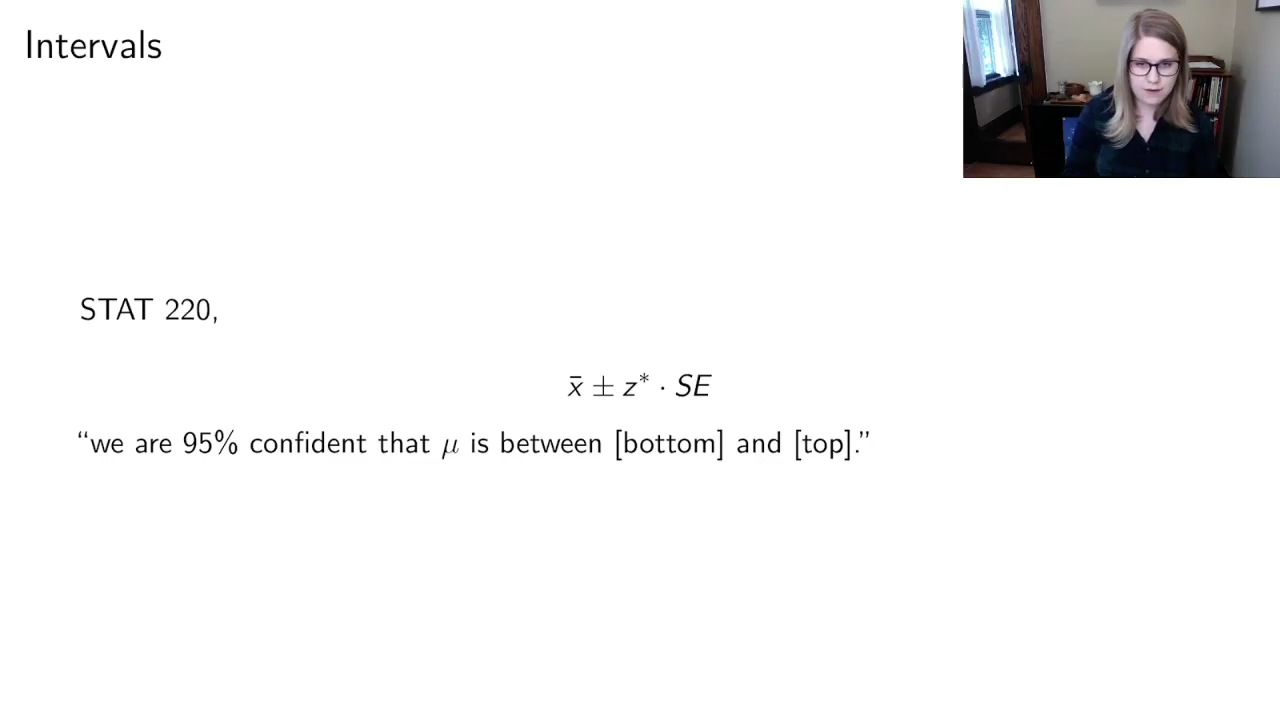 Intervals
STAT 220,
x̄ ± z* · SE
“we are 95% confident that μ is between [bottom] and [top].”